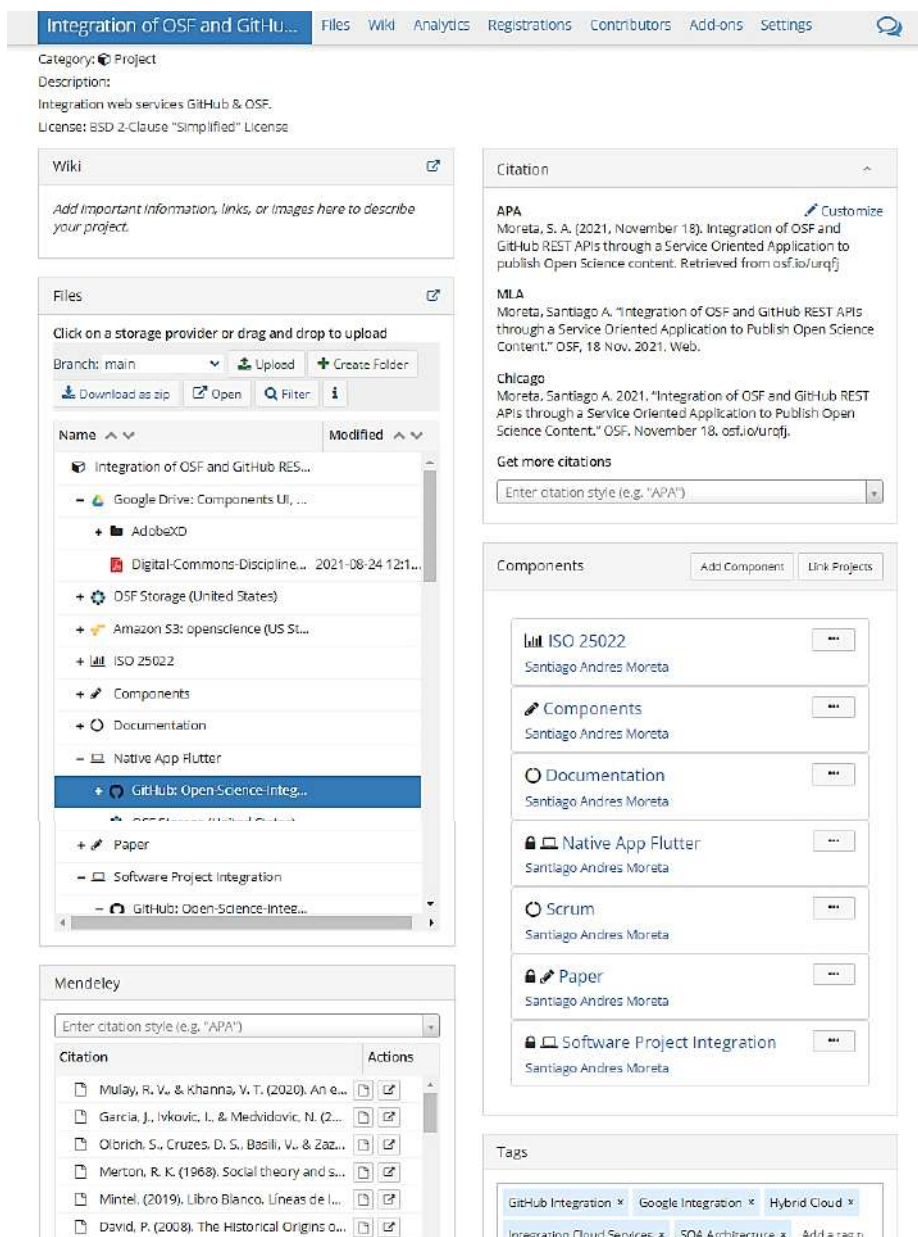 Integration of OSF and GitHu... Files Wiki Analytics Registrations Contributors Add-ons Settings
Category: Project
Description:
Integration web services GitHub & OSF.
License: BSD 2-Clause "Simplified" License
Wiki
Add important information, links, or images here to describe
your project.
Files
Click on a storage provider or drag and drop to upload
Branch: main Upload Create Folder
Download as zip Open Filter i
Name Modified
Integration of OSF and GitHub RES...
Google Drive: Components UI, ...
AdobeXD
Digital-Commons-Discipline... 2021-08-24 12:1...
OSF Storage (United States)
Amazon S3: openscience (US St...
ISO 25022
Components
Documentation
Native App Flutter
GitHub: Open-Science-Integ...
OSF Storage (United States)
Paper
Software Project Integration
GitHub: Open-Science-Integ...
Mendeley
Enter citation style (e.g. "APA")
Citation Actions
Mulay, R. V., & Khanna, V. T. (2020). An e...
Garcia, J., Ivkovic, I., & Medvidovic, N. (2...
Olbrich, S., Cruzes, D. S., Basili, V., & Zaz...
Merton, R. K. (1968). Social theory and s...
Mintel. (2019). Libro Blanco. Líneas de I...
David, P. (2008). The Historical Origins o...
Citation
APA Customize
Moreta, S. A. (2021, November 18). Integration of OSF and
GitHub REST APIs through a Service Oriented Application to
publish Open Science content. Retrieved from osf.io/urqfj
MLA
Moreta, Santiago A. "Integration of OSF and GitHub REST APIs
through a Service Oriented Application to Publish Open Science
Content." OSF, 18 Nov. 2021. Web.
Chicago
Moreta, Santiago A. 2021. "Integration of OSF and GitHub REST
APIs through a Service Oriented Application to Publish Open
Science Content." OSF. November 18. osf.io/urqfj.
Get more citations
Enter citation style (e.g. "APA")
Components Add Component Link Projects
ISO 25022
Santiago Andres Moreta
Components
Santiago Andres Moreta
Documentation
Santiago Andres Moreta
Native App Flutter
Santiago Andres Moreta
Scrum
Santiago Andres Moreta
Paper
Santiago Andres Moreta
Software Project Integration
Santiago Andres Moreta
Tags
GitHub Integration × Google Integration × Hybrid Cloud ×
Integration Cloud Services × SOA Architecture × Add a tag